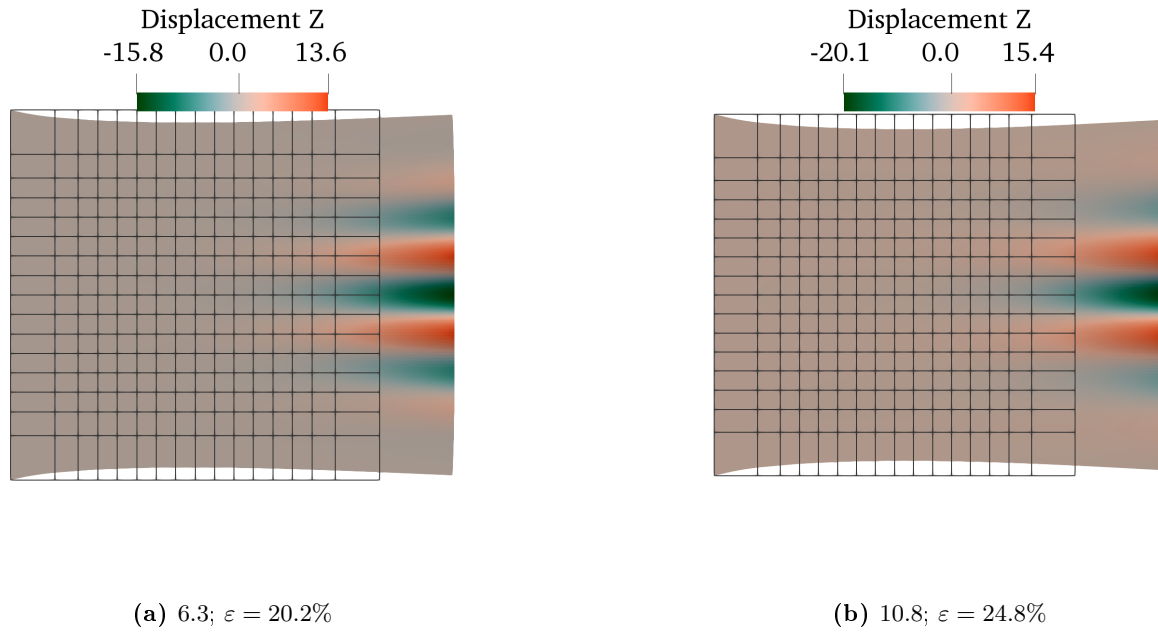 Displacement Z
-15.8 0.0 13.6
Displacement Z
-20.1 0.0 15.4
(a) 6.3; ε = 20.2%
(b) 10.8; ε = 24.8%